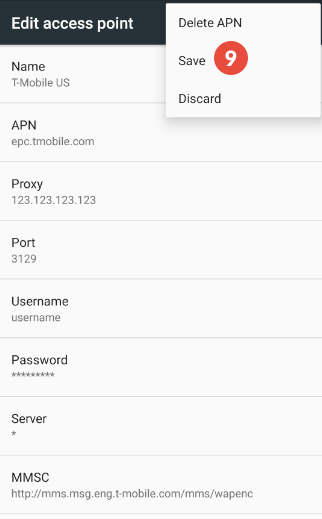 Edit access point
Delete APN
Save 9
Discard
Name
T-Mobile US
APN
epc.tmobile.com
Proxy
123.123.123.123
Port
3129
Username
username
Password
*********
Server
*
MMSC
http://mms.msg.eng.t-mobile.com/mms/wapenc